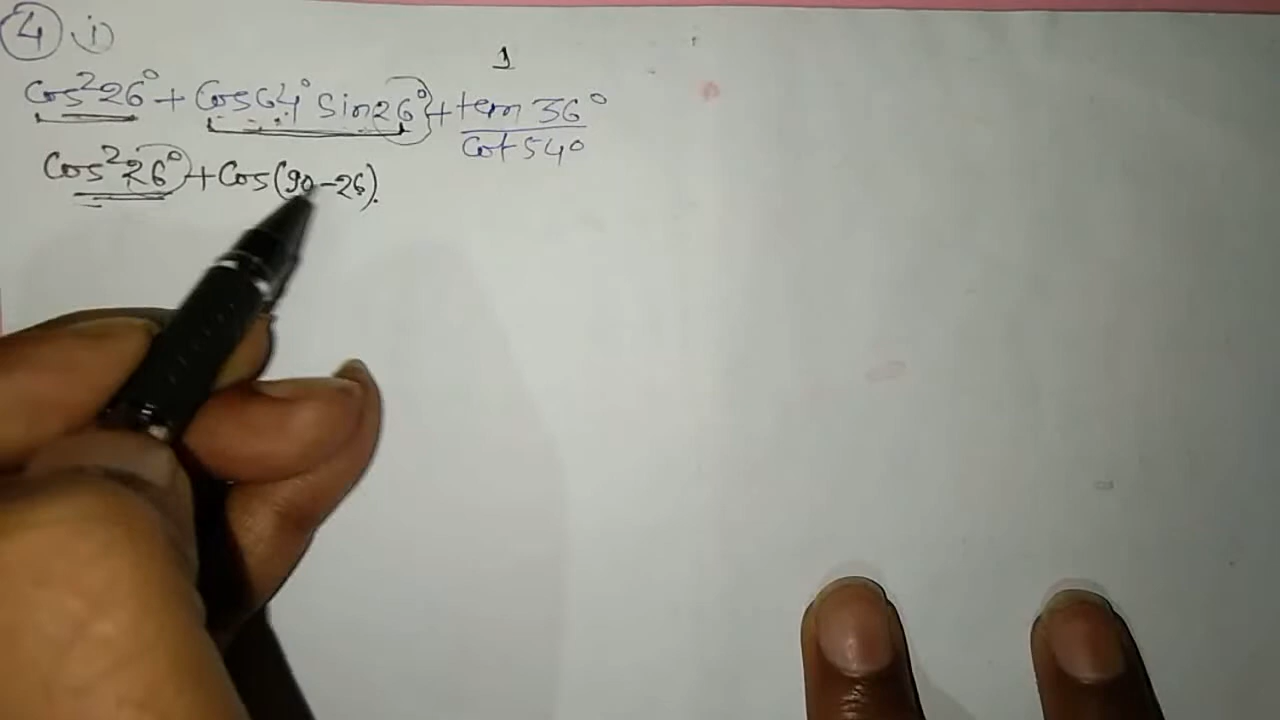 4 i)
1
cos²26° + Cos64° Sin26° + tan 36° / Cot 54°
Cos²26° + Cos(90-26).